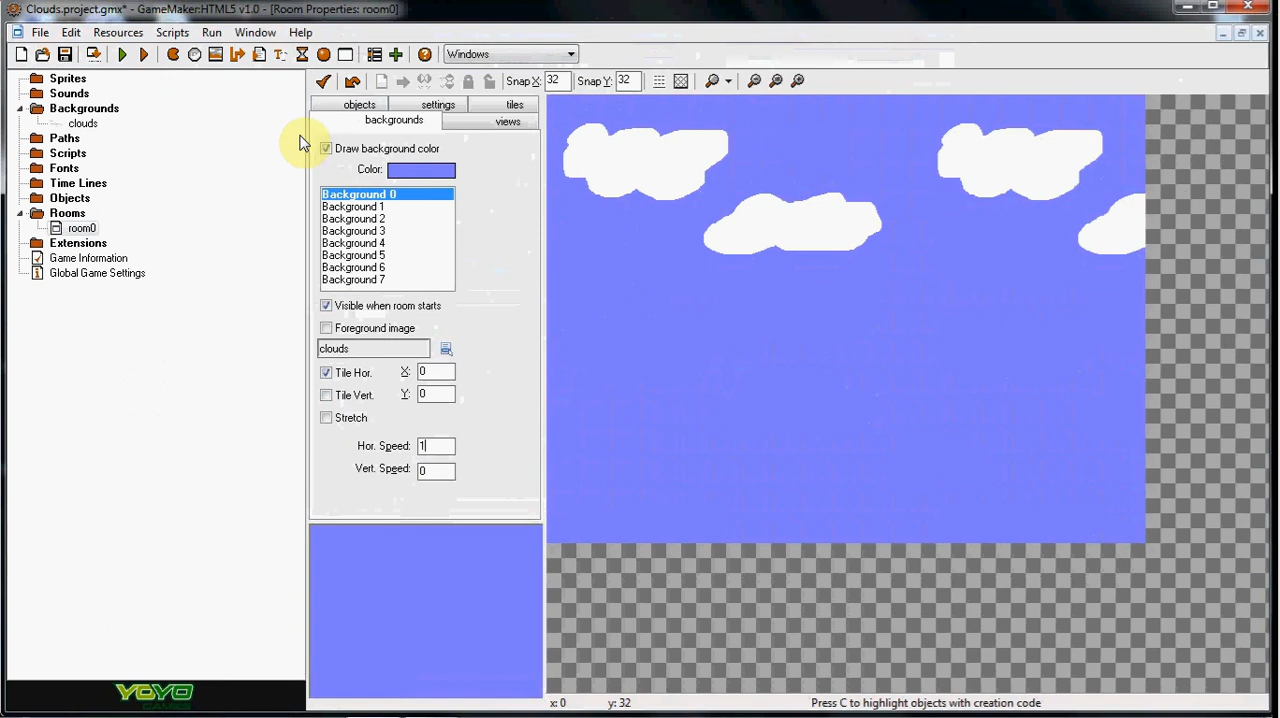 Clouds.project.gmx* - GameMaker:HTML5 v1.0 - [Room Properties: room0]
File Edit Resources Scripts Run Window Help
Windows
Sprites
Sounds
Backgrounds
clouds
Paths
Scripts
Fonts
Time Lines
Objects
Rooms
room0
Extensions
Game Information
Global Game Settings
Snap X: 32 Snap Y: 32
objects settings tiles
backgrounds views
Draw background color
Color:
Background 0
Background 1
Background 2
Background 3
Background 4
Background 5
Background 6
Background 7
Visible when room starts
Foreground image
clouds
Tile Hor. X: 0
Tile Vert. Y: 0
Stretch
Hor. Speed: 1
Vert. Speed: 0
YOYO
GAMES
x: 0 y: 32 Press C to highlight objects with creation code